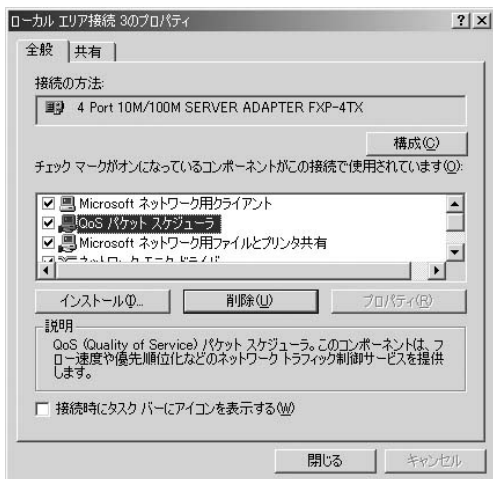 ローカル エリア接続 3のプロパティ
全般
共有
接続の方法:
4 Port 10M/100M SERVER ADAPTER FXP-4TX
構成(C)
チェック マークがオンになっているコンポーネントがこの接続で使用されています(O):
Microsoft ネットワーク用クライアント
QoS パケット スケジューラ
Microsoft ネットワーク用ファイルとプリンタ共有
インストール(I)...
削除(U)
プロパティ(R)
説明
QoS (Quality of Service) パケット スケジューラ。このコンポーネントは、フ
ロー速度や優先順位化などのネットワーク トラフィック制御サービスを提供
します。
接続時にタスク バーにアイコンを表示する(W)
閉じる
キャンセル